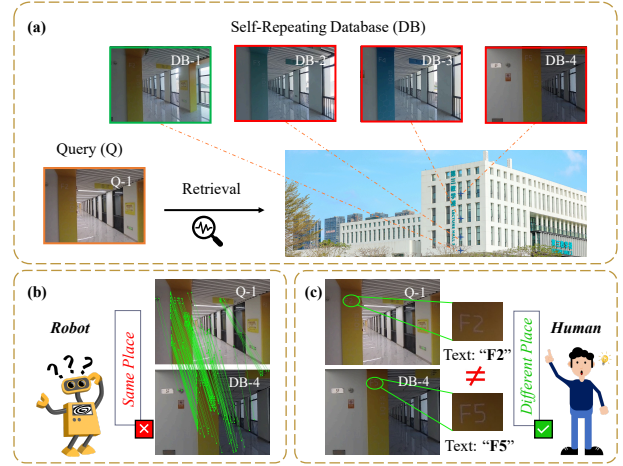 (a)
Self-Repeating Database (DB)
DB-1
DB-2
DB-3
DB-4
Query (Q)
Q-1
Retrieval
(b)
Robot
? ? ?
Same Place
Q-1
DB-4
(c)
Q-1
F2
Text: “F2”
≠
DB-4
F5
Text: “F5”
Different Place
Human